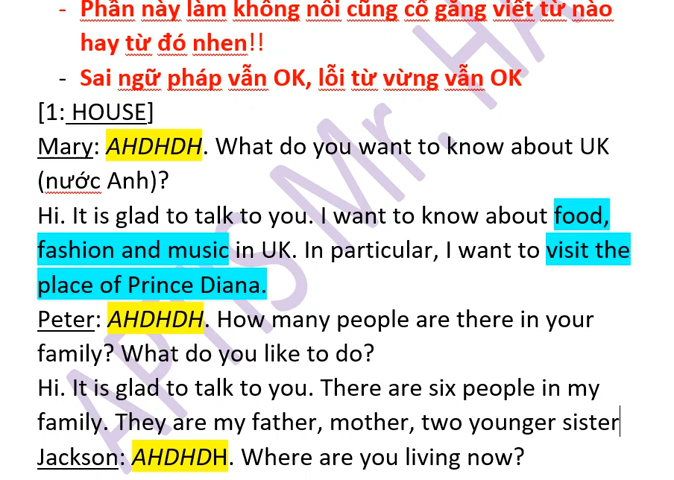 - Phần này làm không nổi cũng cố gắng viết từ nào
hay từ đó nhen!!
- Sai ngữ pháp vẫn OK, lỗi từ vựng vẫn OK
[1: HOUSE]
Mary: AHDHDH. What do you want to know about UK
(nước Anh)?
Hi. It is glad to talk to you. I want to know about food,
fashion and music in UK. In particular, I want to visit the
place of Prince Diana.
Peter: AHDHDH. How many people are there in your
family? What do you like to do?
Hi. It is glad to talk to you. There are six people in my
family. They are my father, mother, two younger sister
Jackson: AHDHDH. Where are you living now?
APTIS Mr. HA